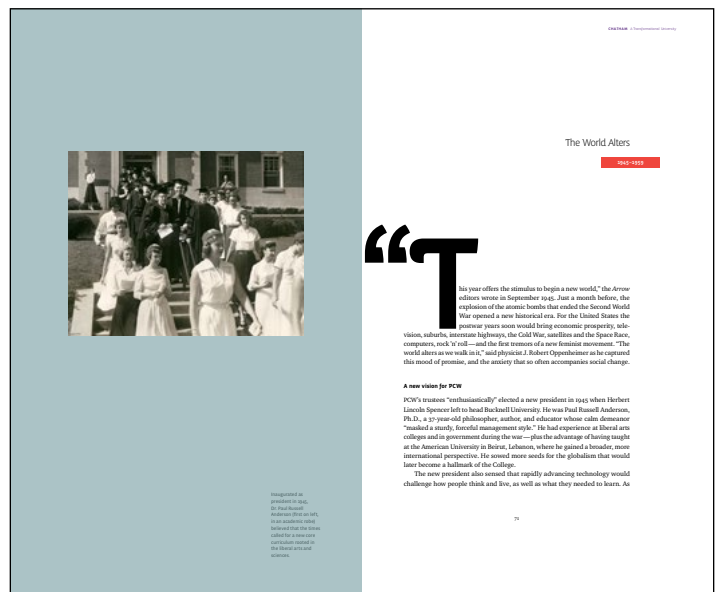 CHATHAM A Transformational University
The World Alters
1945–1959
“This year offers the stimulus to begin a new world,” the Arrow
editors wrote in September 1945. Just a month before, the
explosion of the atomic bombs that ended the Second World
War opened a new historical era. For the United States the
postwar years soon would bring economic prosperity, tele-
vision, suburbs, interstate highways, the Cold War, satellites and the Space Race,
computers, rock ’n’ roll—and the first tremors of a new feminist movement. “The
world alters as we walk in it,” said physicist J. Robert Oppenheimer as he captured
this mood of promise, and the anxiety that so often accompanies social change.
A new vision for PCW
PCW’s trustees “enthusiastically” elected a new president in 1945 when Herbert
Lincoln Spencer left to head Bucknell University. He was Paul Russell Anderson,
Ph.D., a 37-year-old philosopher, author, and educator whose calm demeanor
“masked a sturdy, forceful management style.” He had experience at liberal arts
colleges and in government during the war—plus the advantage of having taught
at the American University in Beirut, Lebanon, where he gained a broader, more
international perspective. He sowed more seeds for the globalism that would
later become a hallmark of the College.
The new president also sensed that rapidly advancing technology would
challenge how people think and live, as well as what they needed to learn. As
Inaugurated as
president in 1945,
Dr. Paul Russell
Anderson (first on left,
in an academic robe)
believed that the times
called for a new core
curriculum rooted in
the liberal arts and
sciences.